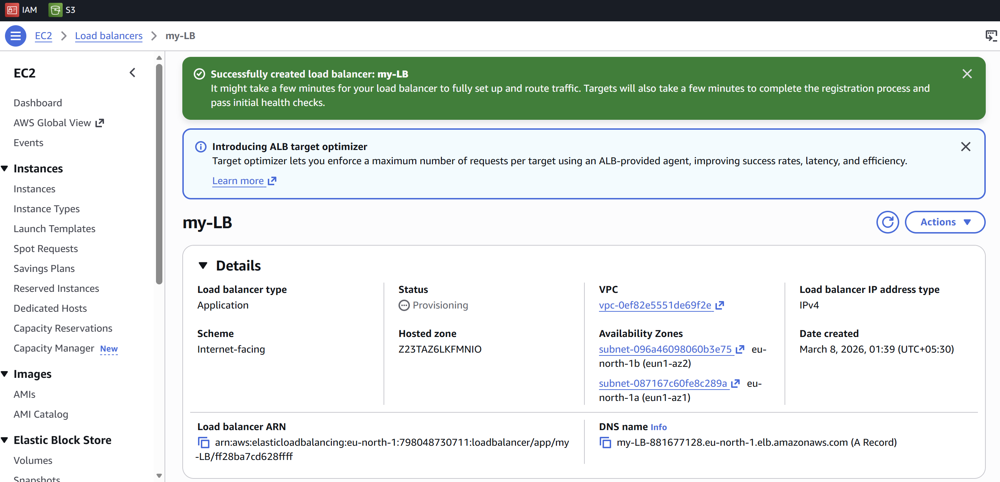 IAM
S3
EC2
Load balancers
my-LB
EC2
Dashboard
AWS Global View
Events
Instances
Instances
Instance Types
Launch Templates
Spot Requests
Savings Plans
Reserved Instances
Dedicated Hosts
Capacity Reservations
Capacity Manager New
Images
AMIs
AMI Catalog
Elastic Block Store
Volumes
Snapshots
Successfully created load balancer: my-LB
It might take a few minutes for your load balancer to fully set up and route traffic. Targets will also take a few minutes to complete the registration process and
pass initial health checks.
Introducing ALB target optimizer
Target optimizer lets you enforce a maximum number of requests per target using an ALB-provided agent, improving success rates, latency, and efficiency.
Learn more
my-LB
Actions
Details
Load balancer type
Application
Status
Provisioning
VPC
vpc-0ef82e5551de69f2e
Load balancer IP address type
IPv4
Scheme
Internet-facing
Hosted zone
Z23TAZ6LKFMNIO
Availability Zones
subnet-096a46098060b3e75 eu-
north-1b (eun1-az2)
subnet-087167c60fe8c289a eu-
north-1a (eun1-az1)
Date created
March 8, 2026, 01:39 (UTC+05:30)
Load balancer ARN
arn:aws:elasticloadbalancing:eu-north-1:798048730711:loadbalancer/app/my
-LB/ff28ba7cd628ffff
DNS name Info
my-LB-881677128.eu-north-1.elb.amazonaws.com (A Record)